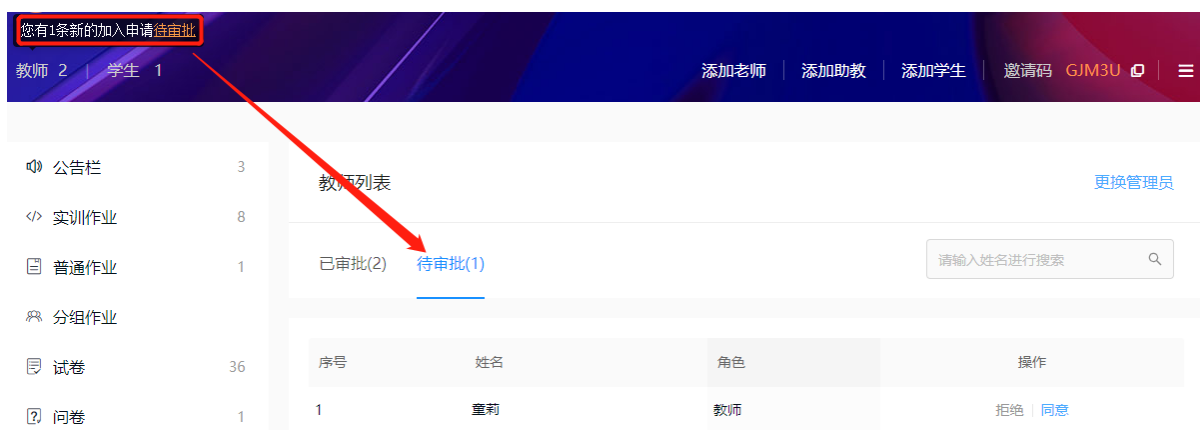 您有1条新的加入申请待审批
教师 2 | 学生 1
添加老师 | 添加助教 | 添加学生 | 邀请码 GJM3U
公告栏 3
实训作业 8
普通作业 1
分组作业
试卷 36
问卷 1
教师列表 更换管理员
已审批(2) 待审批(1) 请输入姓名进行搜索
序号 姓名 角色 操作
1 童莉 教师 拒绝 | 同意